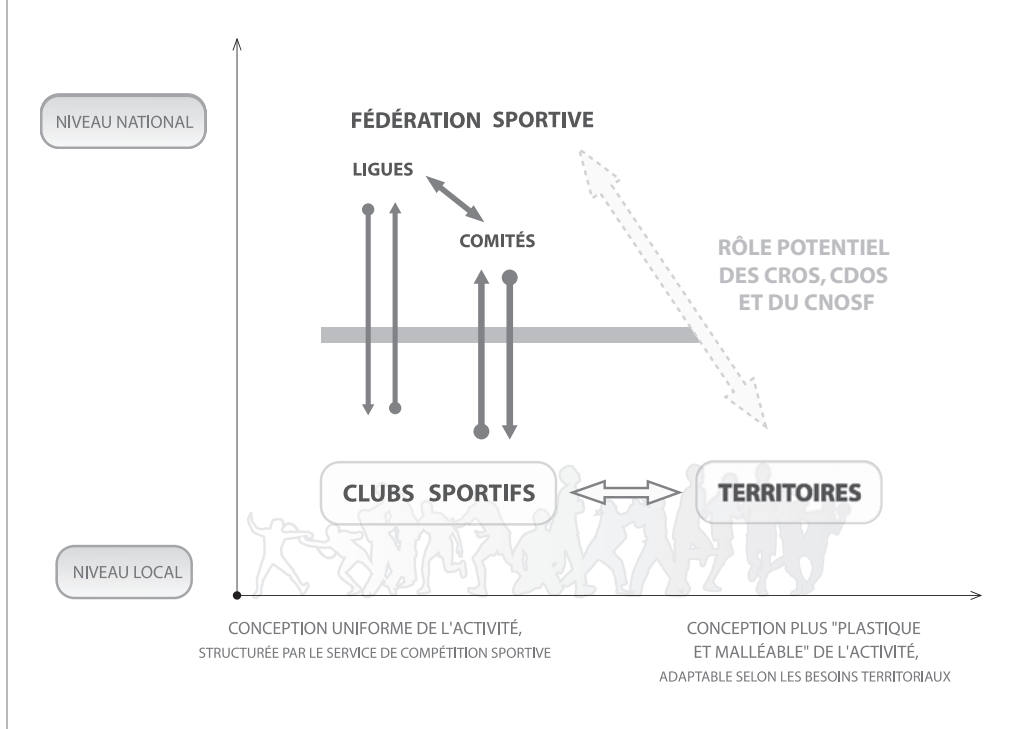 NIVEAU NATIONAL
FÉDÉRATION SPORTIVE
LIGUES
COMITÉS
RÔLE POTENTIEL
DES CROS, CDOS
ET DU CNOSF
CLUBS SPORTIFS
TERRITOIRES
NIVEAU LOCAL
CONCEPTION UNIFORME DE L'ACTIVITÉ,
STRUCTURÉE PAR LE SERVICE DE COMPÉTITION SPORTIVE
CONCEPTION PLUS "PLASTIQUE
ET MALLÉABLE" DE L'ACTIVITÉ,
ADAPTABLE SELON LES BESOINS TERRITORIAUX